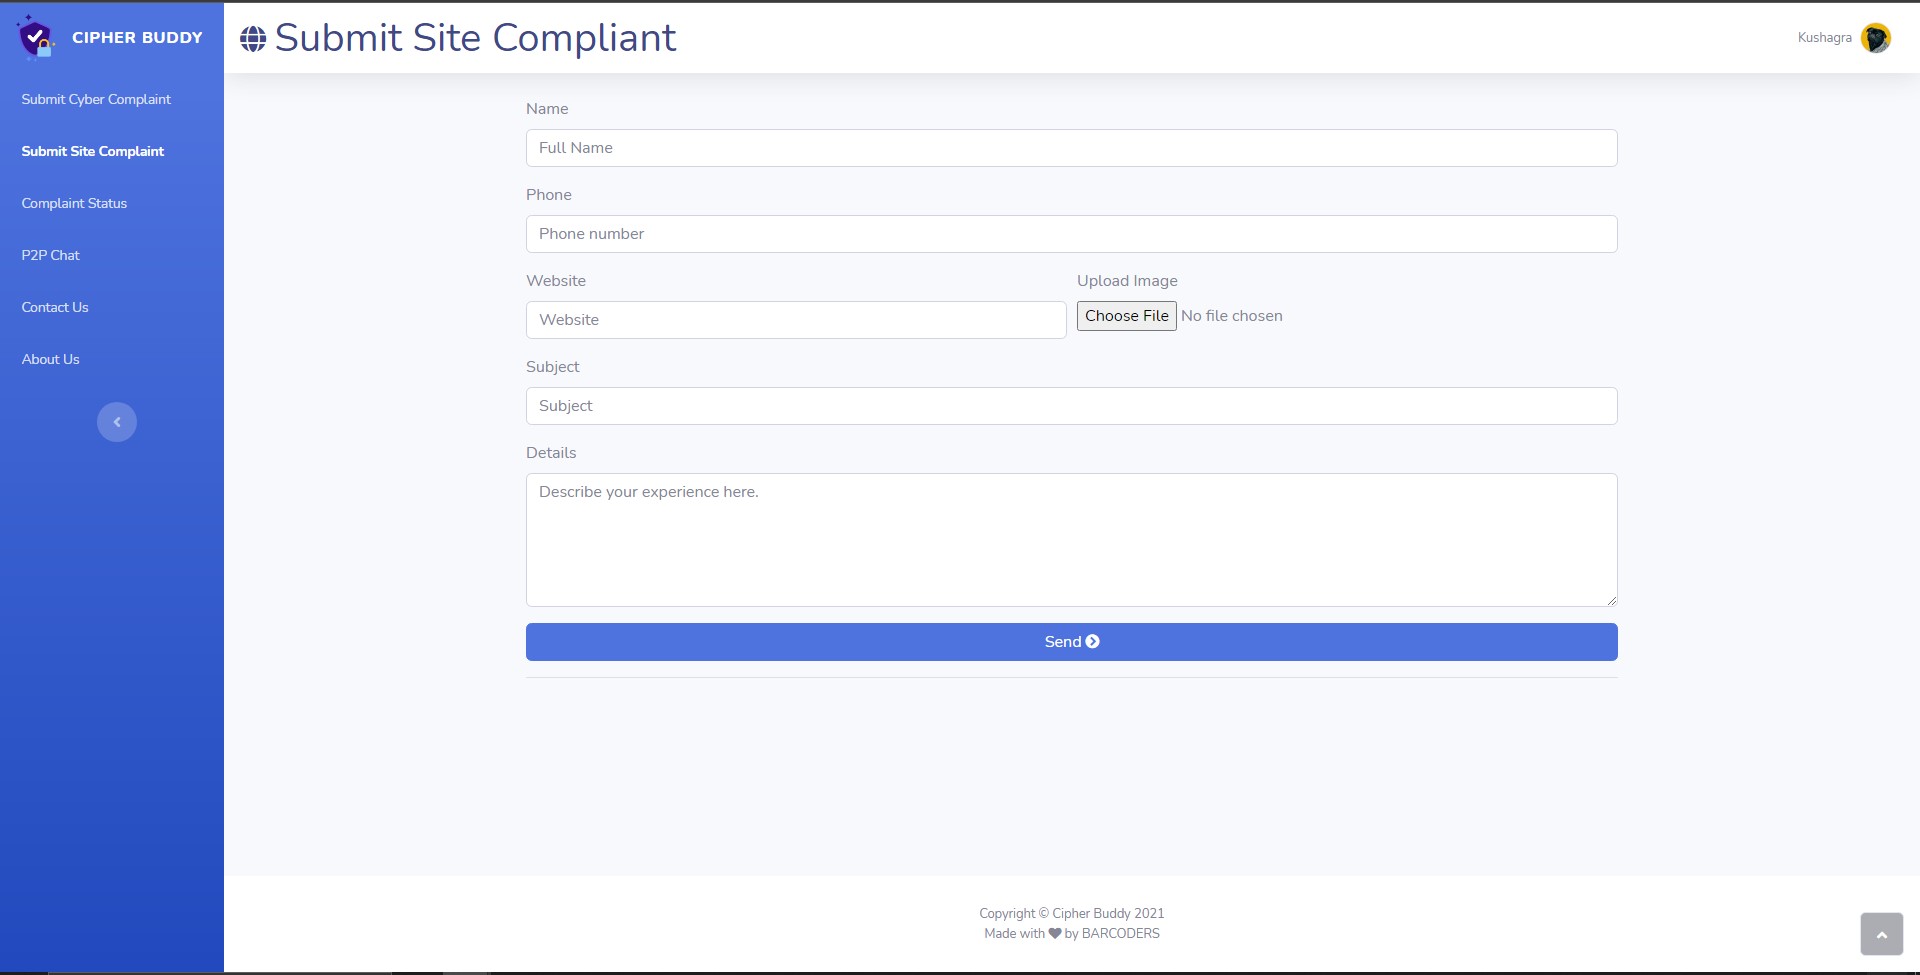 CIPHER BUDDY
Submit Cyber Complaint
Submit Site Complaint
Complaint Status
P2P Chat
Contact Us
About Us
Submit Site Compliant
Kushagra
Name
Full Name
Phone
Phone number
Website
Website
Upload Image
Choose File No file chosen
Subject
Subject
Details
Describe your experience here.
Send
Copyright © Cipher Buddy 2021
Made with ❤ by BARCODERS